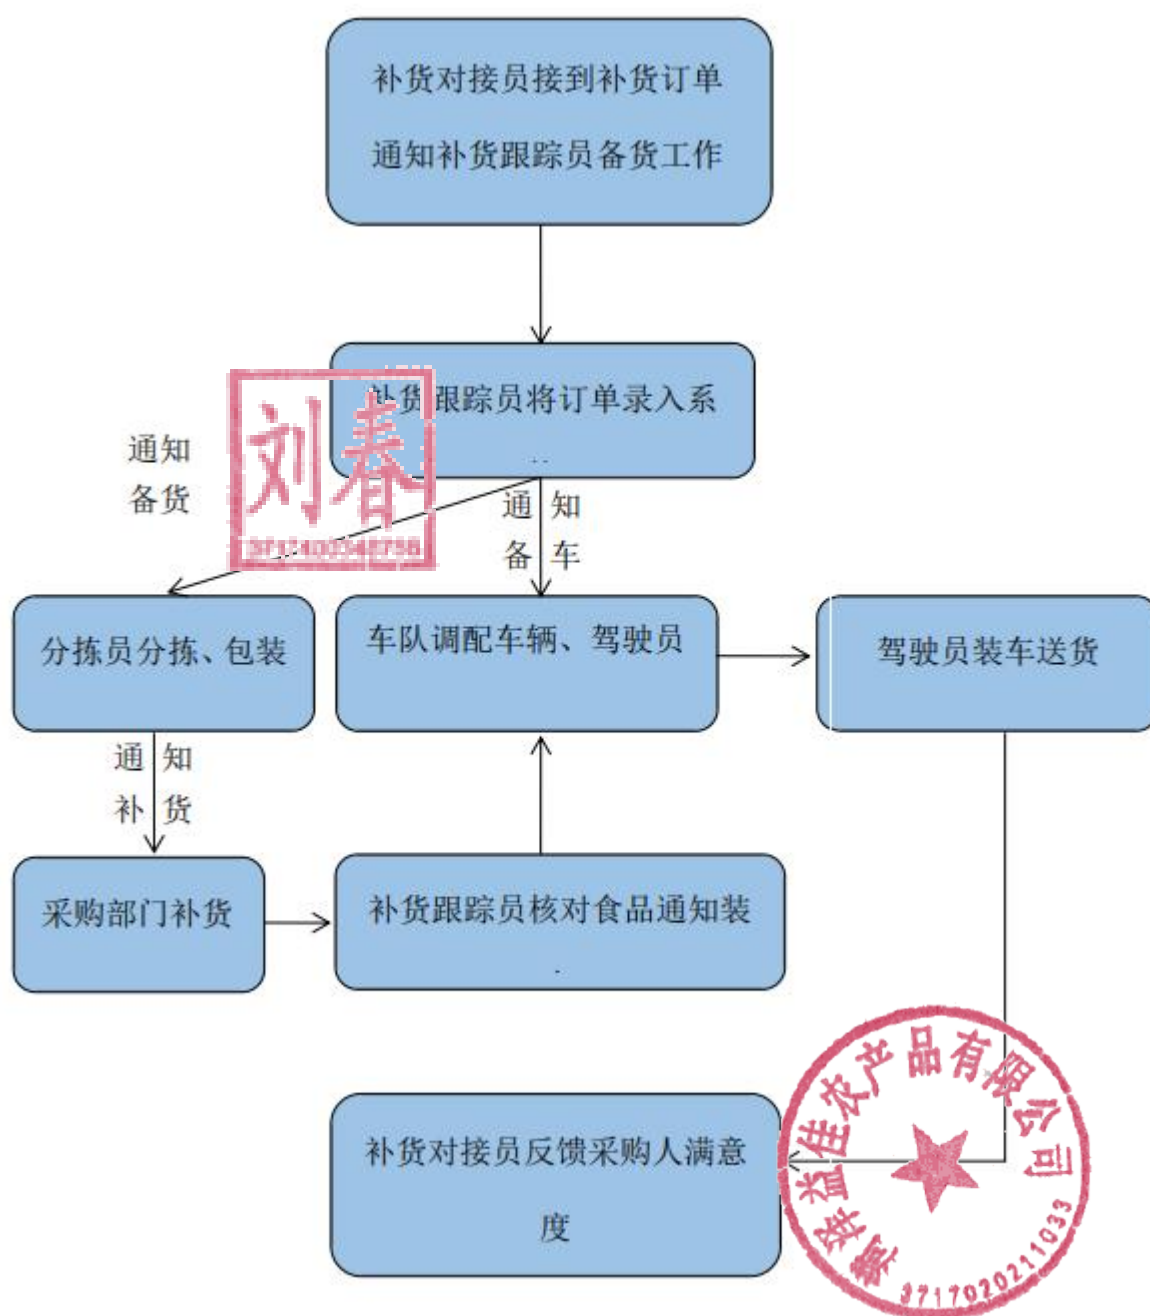 补货对接员接到补货订单
通知补货跟踪员备货工作
补货跟踪员将订单录入系
通知
备货
刘春
通知
备车
分拣员分拣、包装
车队调配车辆、驾驶员
驾驶员装车送货
通知
补货
采购部门补货
补货跟踪员核对食品通知装
补货对接员反馈采购人满意
度
益佳农产品有限公司
3717020211033